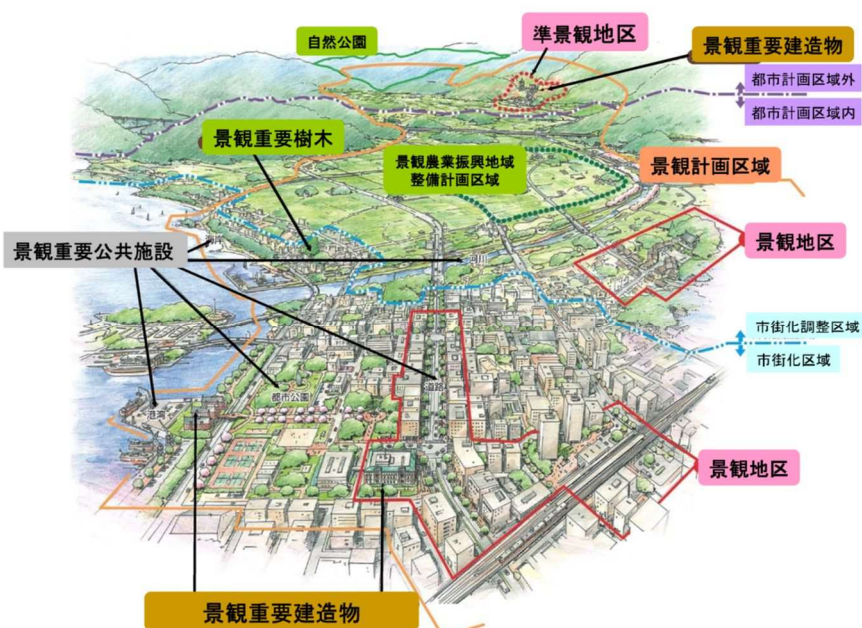 自然公園
準景観地区
景観重要建造物
都市計画区域外
都市計画区域内
景観重要樹木
景観農業振興地域
整備計画区域
景観計画区域
景観重要公共施設
景観地区
河川
市街化調整区域
市街化区域
道路
都市公園
港湾
景観地区
景観重要建造物